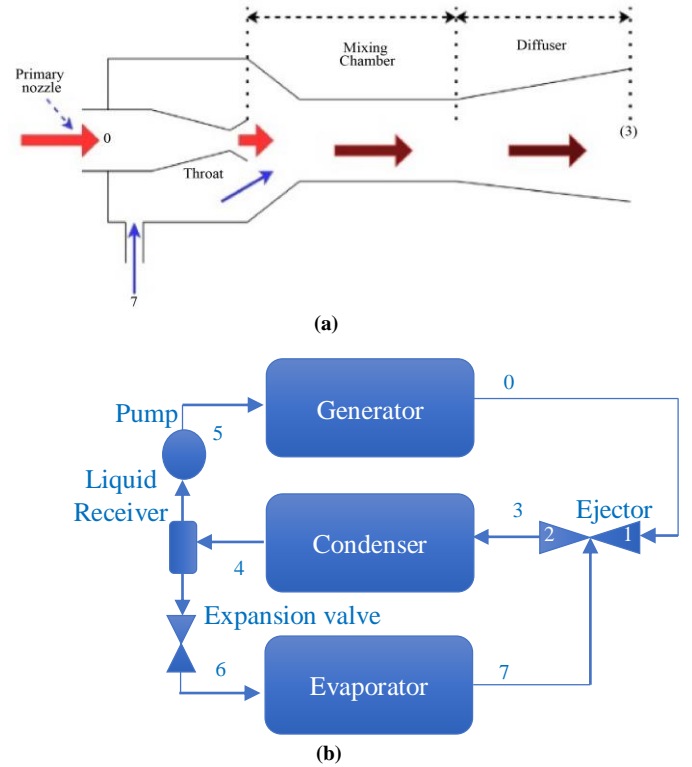 Mixing
Chamber
Diffuser
Primary
nozzle
0
(3)
Throat
7
(a)
Generator
0
Pump
5
Liquid
Receiver
Condenser
3
Ejector
2
1
4
Expansion valve
6
Evaporator
7
(b)